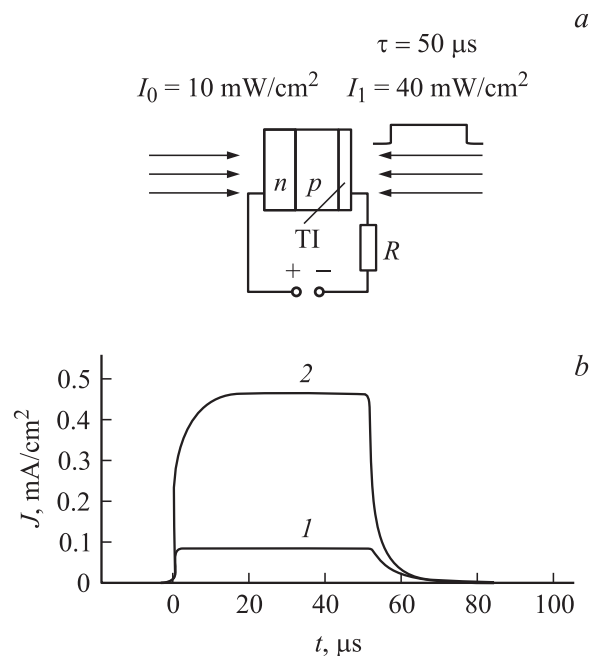 a
τ = 50 μs
I₀ = 10 mW/cm² I₁ = 40 mW/cm²
n p
TI
R
+ −
b
J, mA/cm²
0.5
0.4
0.3
0.2
0.1
0
2
1
0 20 40 60 80 100
t, μs